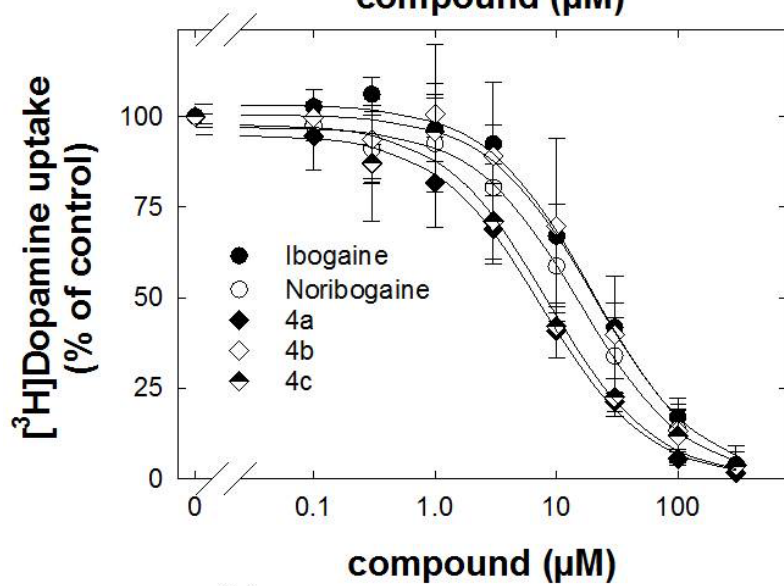 compound (µM)
[³H]Dopamine uptake
(% of control)
100
75
50
25
0
Ibogaine
Noribogaine
4a
4b
4c
0 0.1 1.0 10 100
compound (µM)